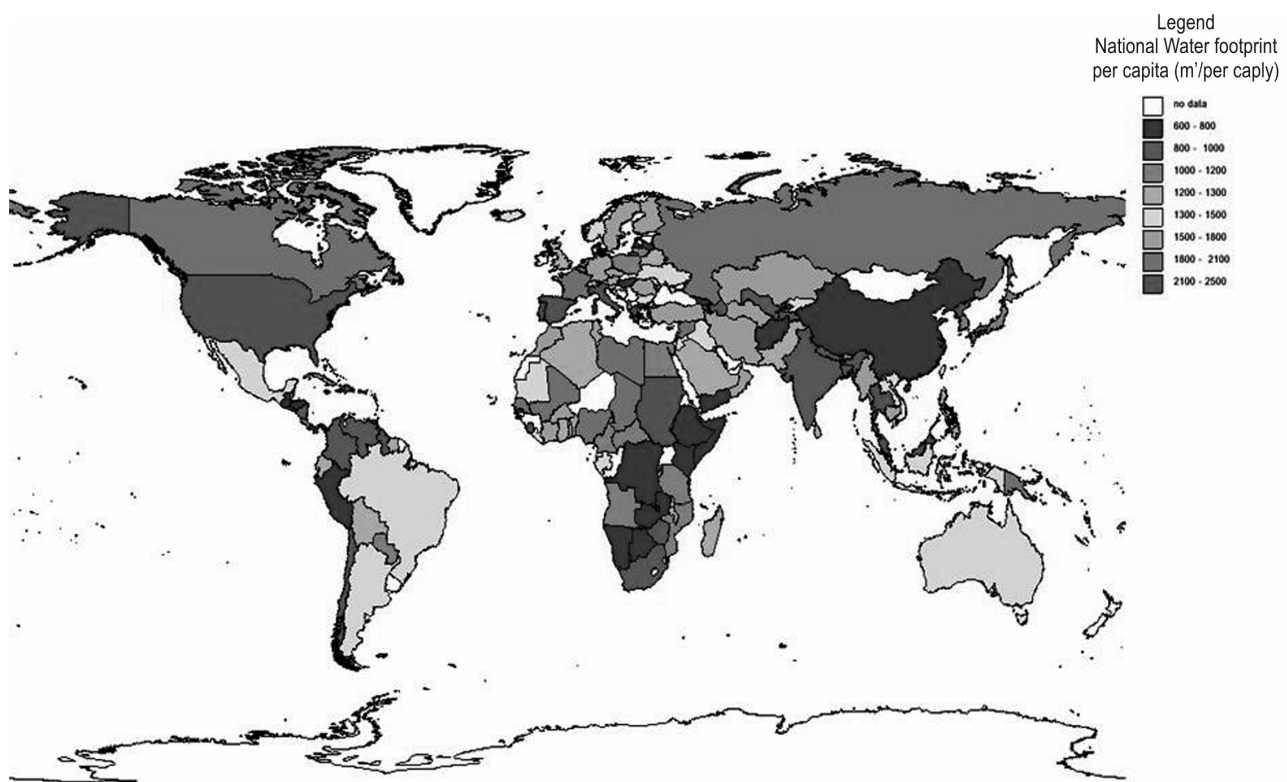 Legend
National Water footprint
per capita (m’/per caply)
no data
600 - 800
800 - 1000
1000 - 1200
1200 - 1300
1300 - 1500
1500 - 1800
1800 - 2100
2100 - 2500